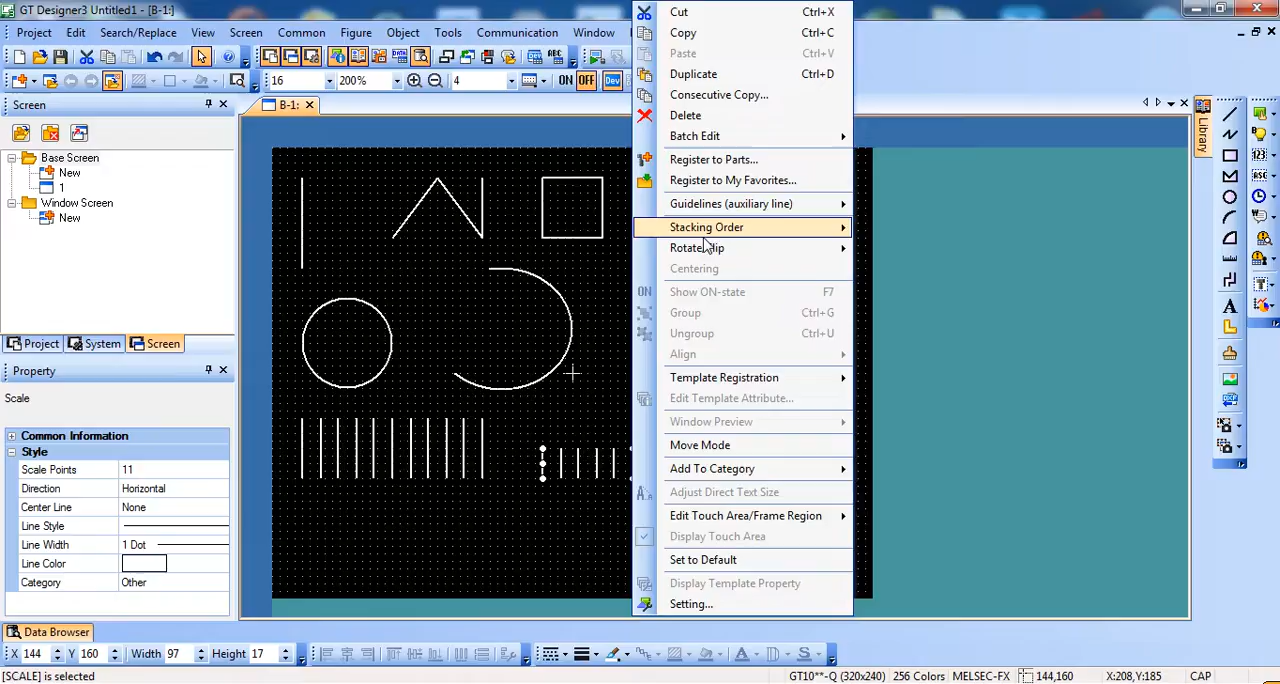 GT Designer3 Untitled1 - [B-1:]
Project Edit Search/Replace View Screen Common Figure Object Tools Communication Window
16 200% 4 ON OFF Dev
Screen
B-1:
Base Screen
New
1
Window Screen
New
Project System Screen
Property
Scale
Common Information
Style
Scale Points 11
Direction Horizontal
Center Line None
Line Style
Line Width 1 Dot
Line Color
Category Other
Data Browser
X 144 Y 160 Width 97 Height 17
[SCALE] is selected
GT10**-Q (320x240) 256 Colors MELSEC-FX 144,160 X:208,Y:185 CAP
Cut Ctrl+X
Copy Ctrl+C
Paste Ctrl+V
Duplicate Ctrl+D
Consecutive Copy...
Delete
Batch Edit
Register to Parts...
Register to My Favorites...
Guidelines (auxiliary line)
Stacking Order
Centering
ON Show ON-state F7
Group Ctrl+G
Ungroup Ctrl+U
Align
Template Registration
Edit Template Attribute...
Window Preview
Move Mode
Add To Category
Adjust Direct Text Size
Edit Touch Area/Frame Region
Display Touch Area
Set to Default
Display Template Property
Setting...
Library